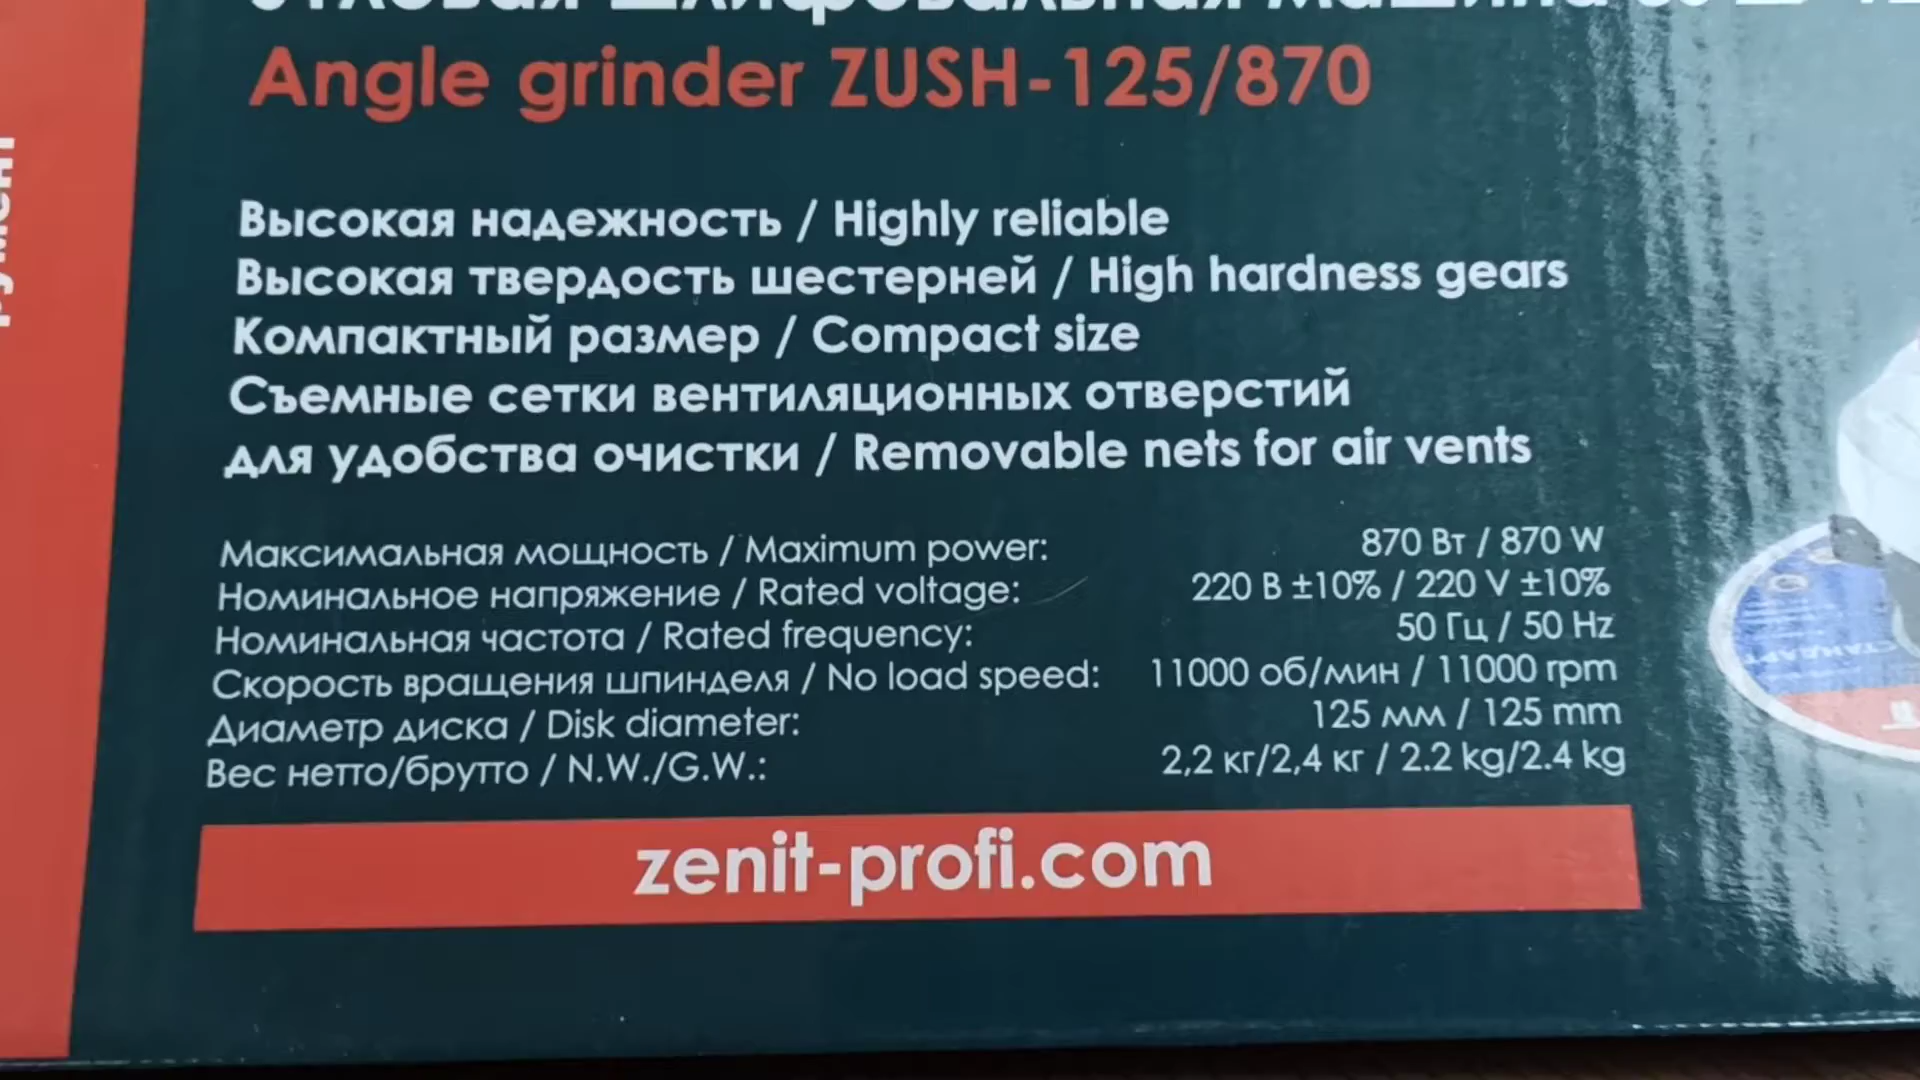 Угловая шлифовальная машина
Angle grinder ZUSH-125/870
Высокая надежность / Highly reliable
Высокая твердость шестерней / High hardness gears
Компактный размер / Compact size
Съемные сетки вентиляционных отверстий
для удобства очистки / Removable nets for air vents
Максимальная мощность / Maximum power: 870 Вт / 870 W
Номинальное напряжение / Rated voltage: 220 В ±10% / 220 V ±10%
Номинальная частота / Rated frequency: 50 Гц / 50 Hz
Скорость вращения шпинделя / No load speed: 11000 об/мин / 11000 rpm
Диаметр диска / Disk diameter: 125 мм / 125 mm
Вес нетто/брутто / N.W./G.W.: 2,2 кг/2,4 кг / 2.2 kg/2.4 kg
zenit-profi.com
СТАНДАРТ